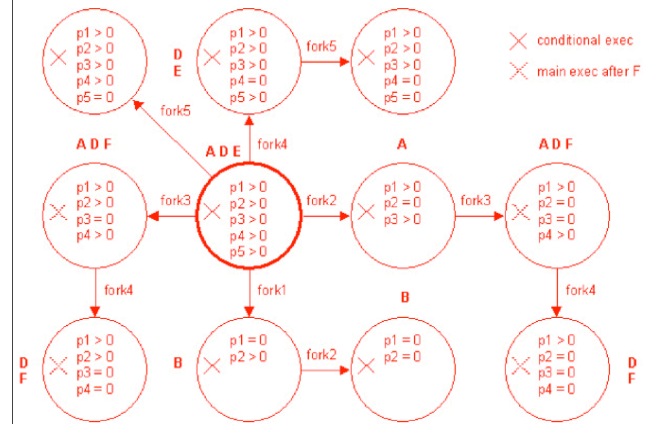 p1 > 0
p2 > 0
p3 > 0
p4 > 0
p5 = 0
D
E
p1 > 0
p2 > 0
p3 > 0
p4 = 0
p5 > 0
fork5
p1 > 0
p2 > 0
p3 > 0
p4 = 0
p5 = 0
conditional exec
main exec after F
fork5
fork4
A D F
p1 > 0
p2 > 0
p3 = 0
p4 > 0
fork3
A D E
p1 > 0
p2 > 0
p3 > 0
p4 > 0
p5 > 0
fork2
A
p1 > 0
p2 = 0
p3 > 0
fork3
A D F
p1 > 0
p2 = 0
p3 = 0
p4 > 0
fork4
fork1
fork4
D
F
p1 > 0
p2 > 0
p3 = 0
p4 = 0
B
p1 = 0
p2 > 0
fork2
B
p1 = 0
p2 = 0
p1 > 0
p2 = 0
p3 = 0
p4 = 0
D
F